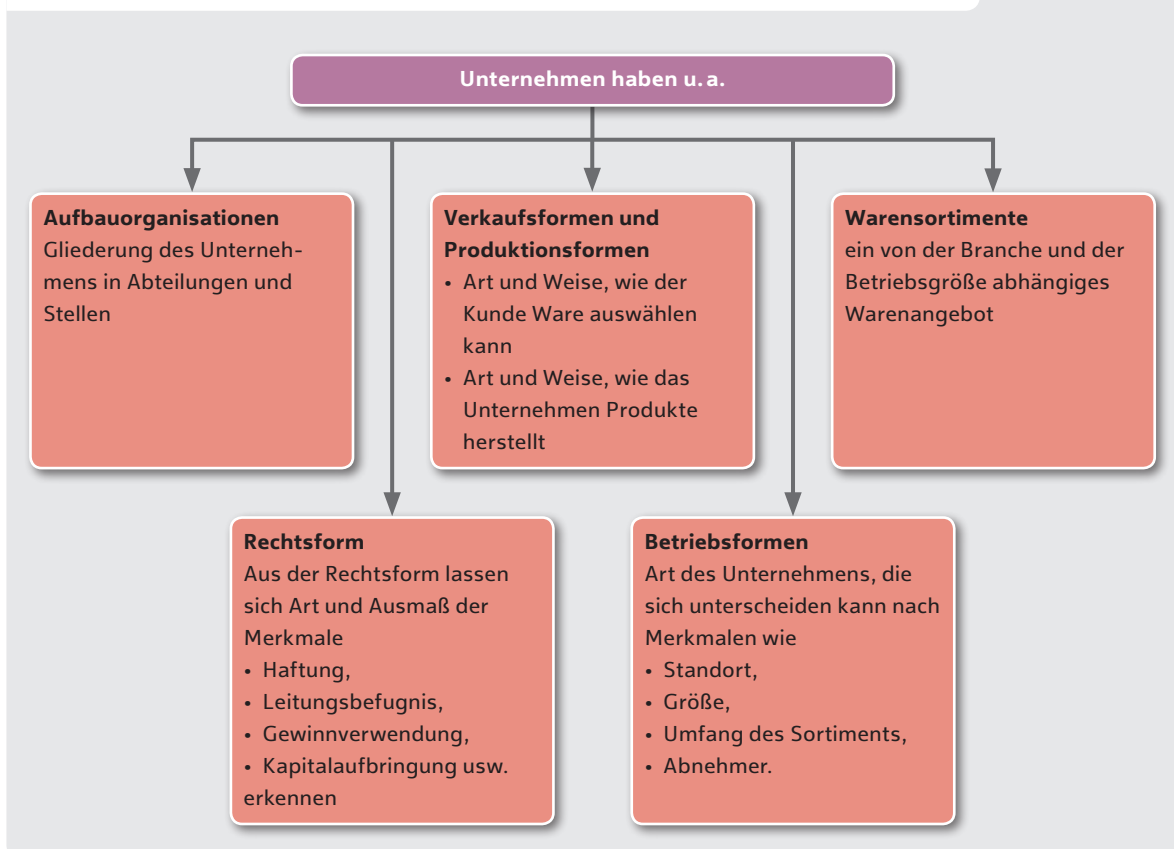 Unternehmen haben u. a.
Aufbauorganisationen
Gliederung des Unterneh-
mens in Abteilungen und
Stellen
Verkaufsformen und
Produktionsformen
• Art und Weise, wie der
Kunde Ware auswählen
kann
• Art und Weise, wie das
Unternehmen Produkte
herstellt
Warensortimente
ein von der Branche und der
Betriebsgröße abhängiges
Warenangebot
Rechtsform
Aus der Rechtsform lassen
sich Art und Ausmaß der
Merkmale
• Haftung,
• Leitungsbefugnis,
• Gewinnverwendung,
• Kapitalaufbringung usw.
erkennen
Betriebsformen
Art des Unternehmens, die
sich unterscheiden kann nach
Merkmalen wie
• Standort,
• Größe,
• Umfang des Sortiments,
• Abnehmer.